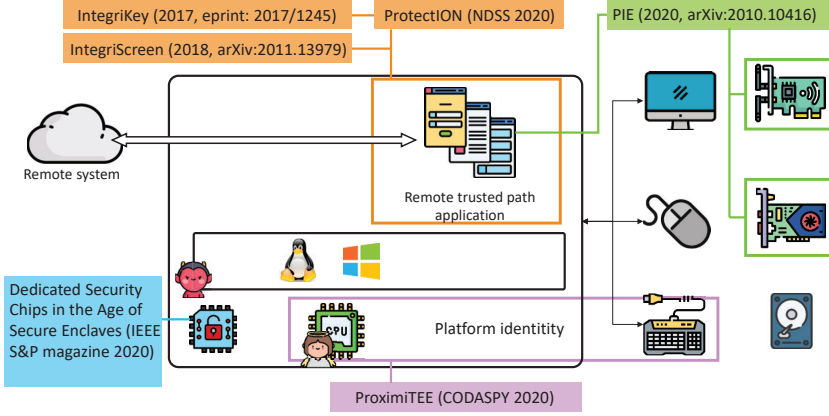 IntegriKey (2017, eprint: 2017/1245)
ProtectION (NDSS 2020)
PIE (2020, arXiv:2010.10416)
IntegriScreen (2018, arXiv:2011.13979)
Remote system
Remote trusted path
application
Dedicated Security
Chips in the Age of
Secure Enclaves (IEEE
S&P magazine 2020)
CPU
Platform identitity
ProximiTEE (CODASPY 2020)